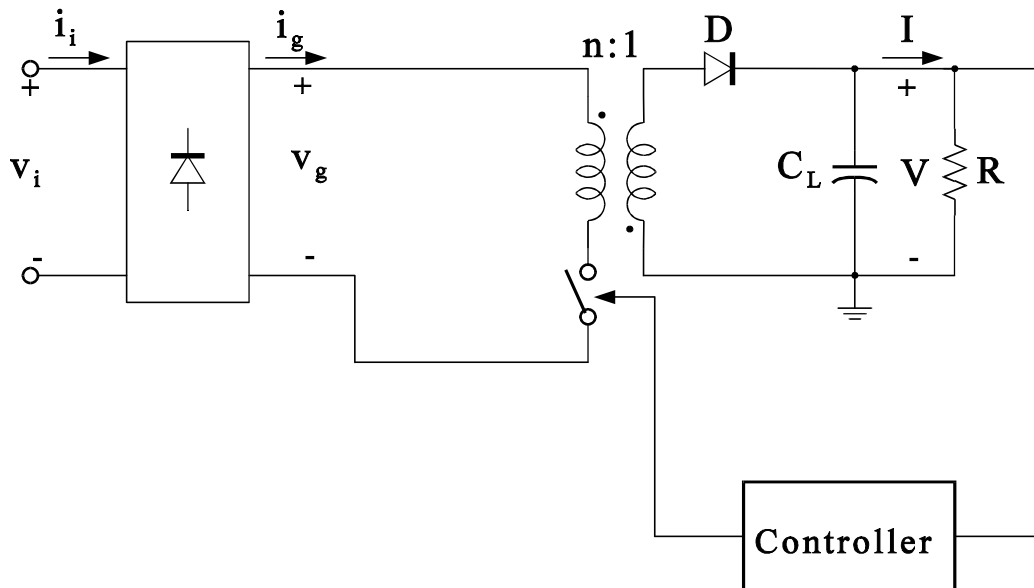 i_i
i_g
n:1
D
I
+
+
+
v_i
v_g
C_L
V
R
-
-
-
Controller